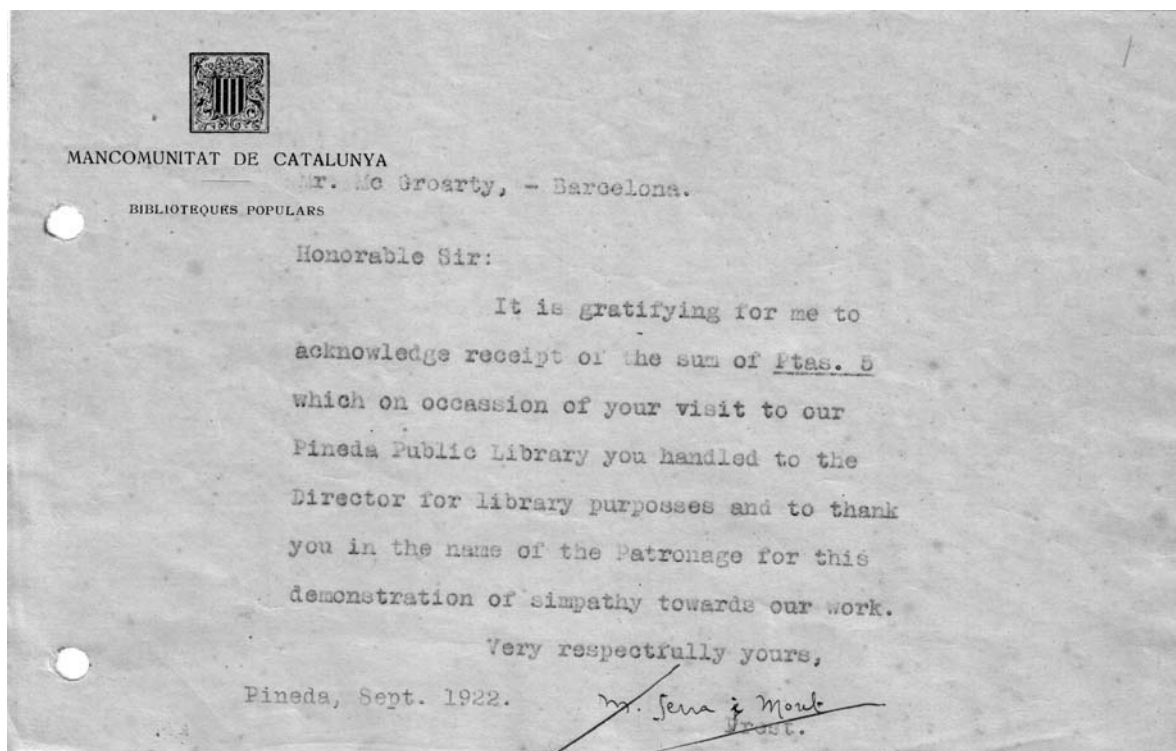 MANCOMUNITAT DE CATALUNYA
BIBLIOTEQUES POPULARS
Mr. Mc Groarty, - Barcelona.
Honorable Sir:
It is gratifying for me to
acknowledge receipt of the sum of Ptas. 5
which on occassion of your visit to our
Pineda Public Library you handled to the
Director for library purposses and to thank
you in the name of the Patronage for this
demonstration of simpathy towards our work.
Very respectfully yours,
Pineda, Sept. 1922.
M. Serra i
Prest.